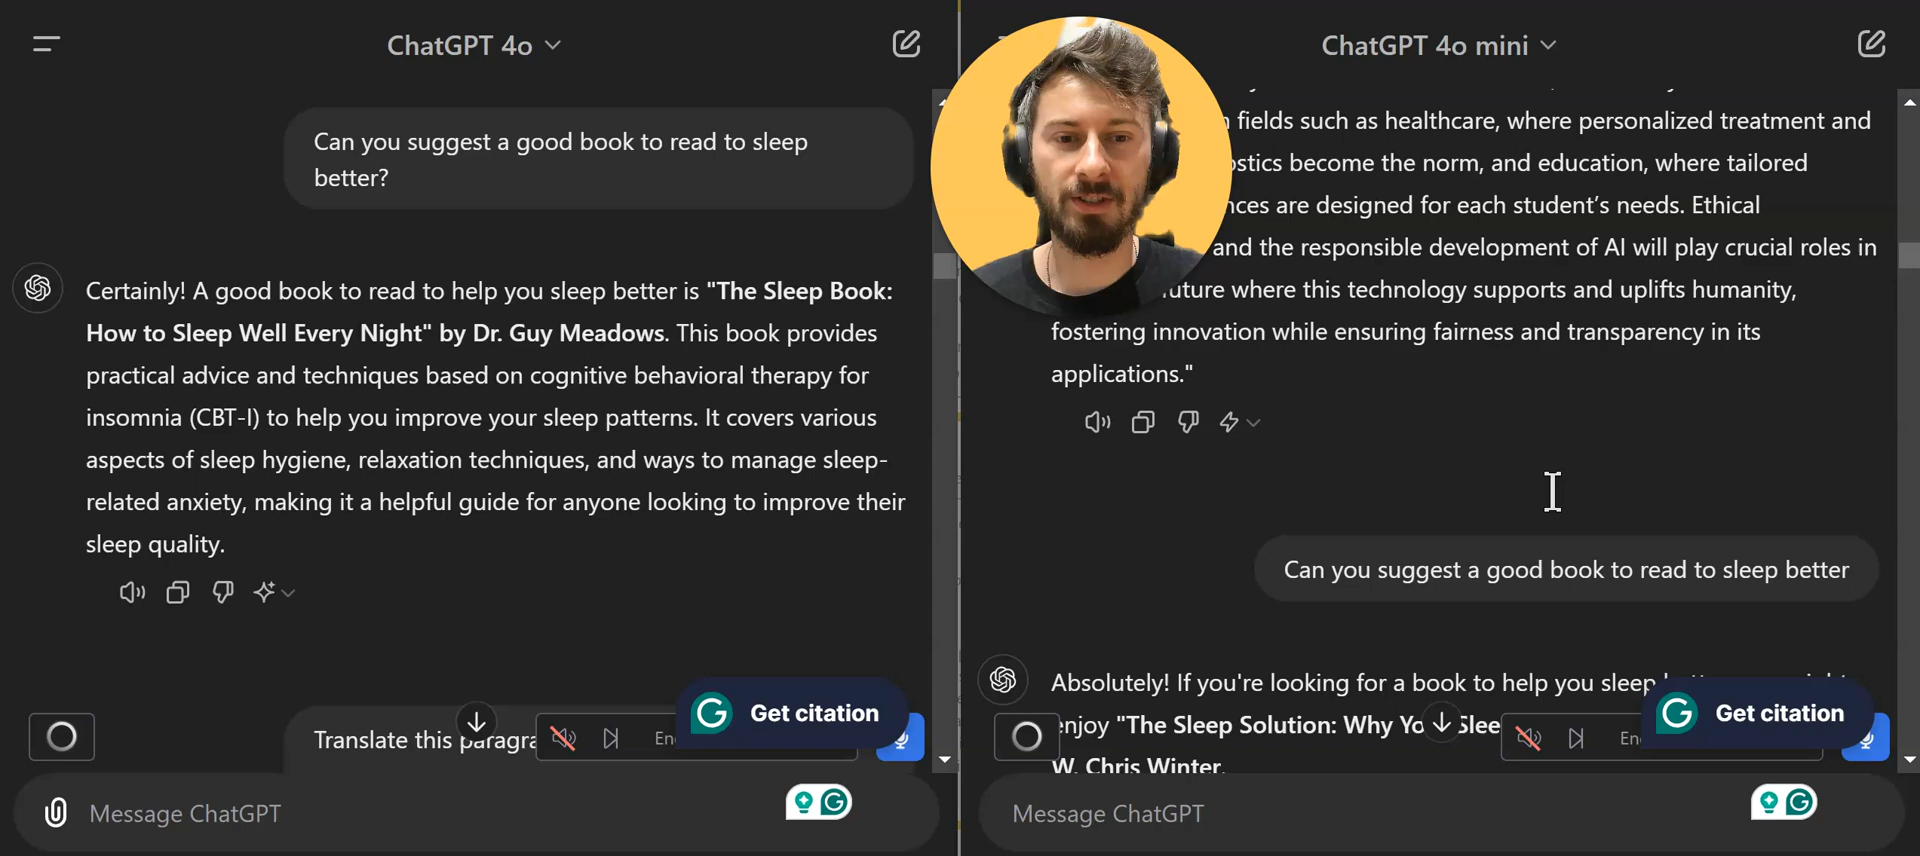 ChatGPT 4o
Can you suggest a good book to read to sleep
better?
Certainly! A good book to read to help you sleep better is "The Sleep Book:
How to Sleep Well Every Night" by Dr. Guy Meadows. This book provides
practical advice and techniques based on cognitive behavioral therapy for
insomnia (CBT-I) to help you improve your sleep patterns. It covers various
aspects of sleep hygiene, relaxation techniques, and ways to manage sleep-
related anxiety, making it a helpful guide for anyone looking to improve their
sleep quality.
Translate this
Get citation
Message ChatGPT
ChatGPT 4o mini
fields such as healthcare, where personalized treatment and
become the norm, and education, where tailored
are designed for each student's needs. Ethical
and the responsible development of AI will play crucial roles in
future where this technology supports and uplifts humanity,
fostering innovation while ensuring fairness and transparency in its
applications."
Can you suggest a good book to read to sleep better
Absolutely! If you're looking for a book to help you sleep
enjoy "The Sleep Solution: Why
W. Chris Winter.
Get citation
Message ChatGPT